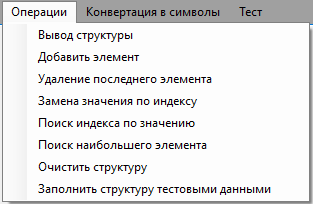 Операции Конвертация в символы Тест
Вывод структуры
Добавить элемент
Удаление последнего элемента
Замена значения по индексу
Поиск индекса по значению
Поиск наибольшего элемента
Очистить структуру
Заполнить структуру тестовыми данными